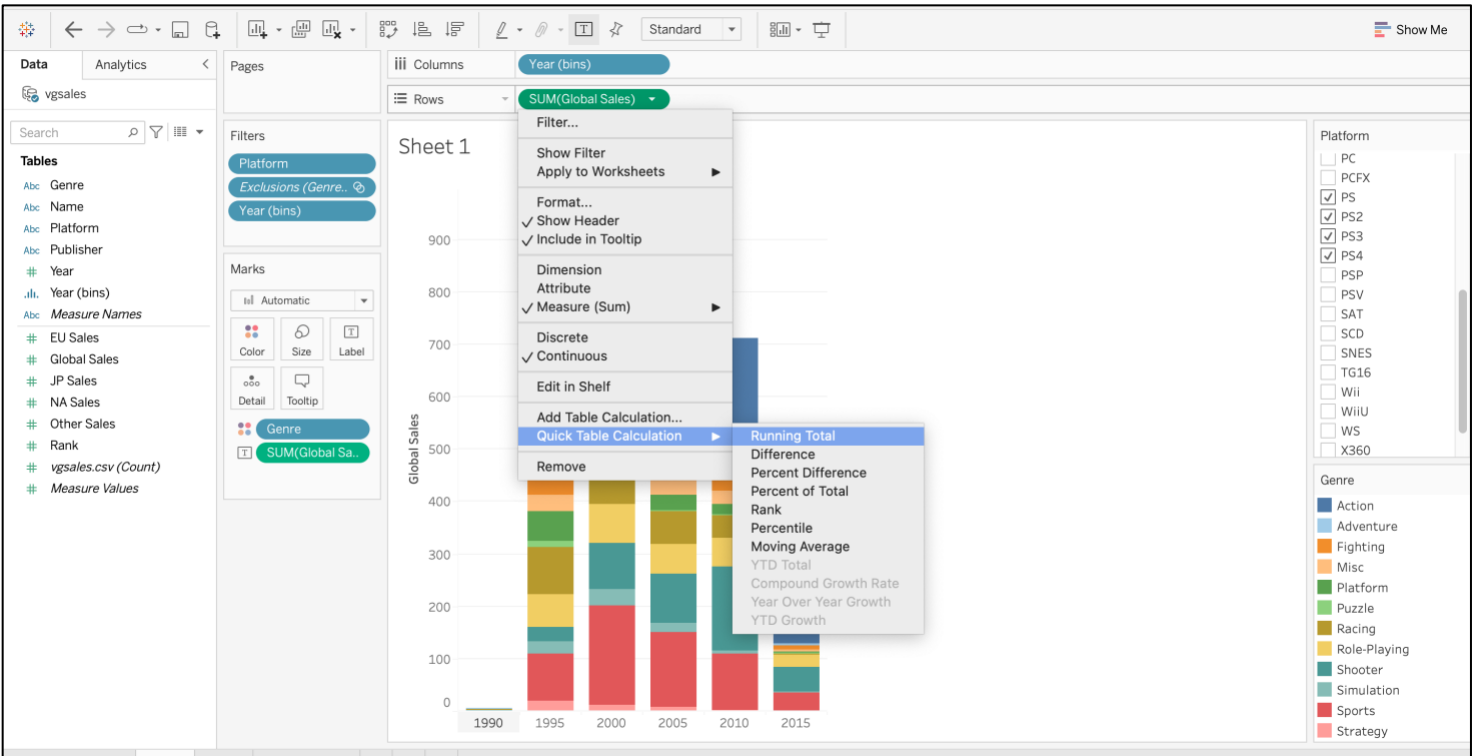 Standard
Show Me
Data
Analytics
vgsales
Search
Tables
Abc Genre
Abc Name
Abc Platform
Abc Publisher
# Year
Year (bins)
Abc Measure Names
# EU Sales
# Global Sales
# JP Sales
# NA Sales
# Other Sales
# Rank
# vgsales.csv (Count)
# Measure Values
Pages
Filters
Platform
Exclusions (Genre..
Year (bins)
Marks
Automatic
Color
Size
T
Label
Detail
Tooltip
Genre
T SUM(Global Sa..
iii Columns
Year (bins)
Rows
SUM(Global Sales)
Sheet 1
Filter...
Show Filter
Apply to Worksheets
Format...
Show Header
Include in Tooltip
Dimension
Attribute
Measure (Sum)
Discrete
Continuous
Edit in Shelf
Add Table Calculation...
Quick Table Calculation
Remove
Running Total
Difference
Percent Difference
Percent of Total
Rank
Percentile
Moving Average
YTD Total
Compound Growth Rate
Year Over Year Growth
YTD Growth
Global Sales
900
800
700
600
500
400
300
200
100
0
1990
1995
2000
2005
2010
2015
Platform
PC
PCFX
PS
PS2
PS3
PS4
PSP
PSV
SAT
SCD
SNES
TG16
Wii
WiiU
WS
X360
Genre
Action
Adventure
Fighting
Misc
Platform
Puzzle
Racing
Role-Playing
Shooter
Simulation
Sports
Strategy